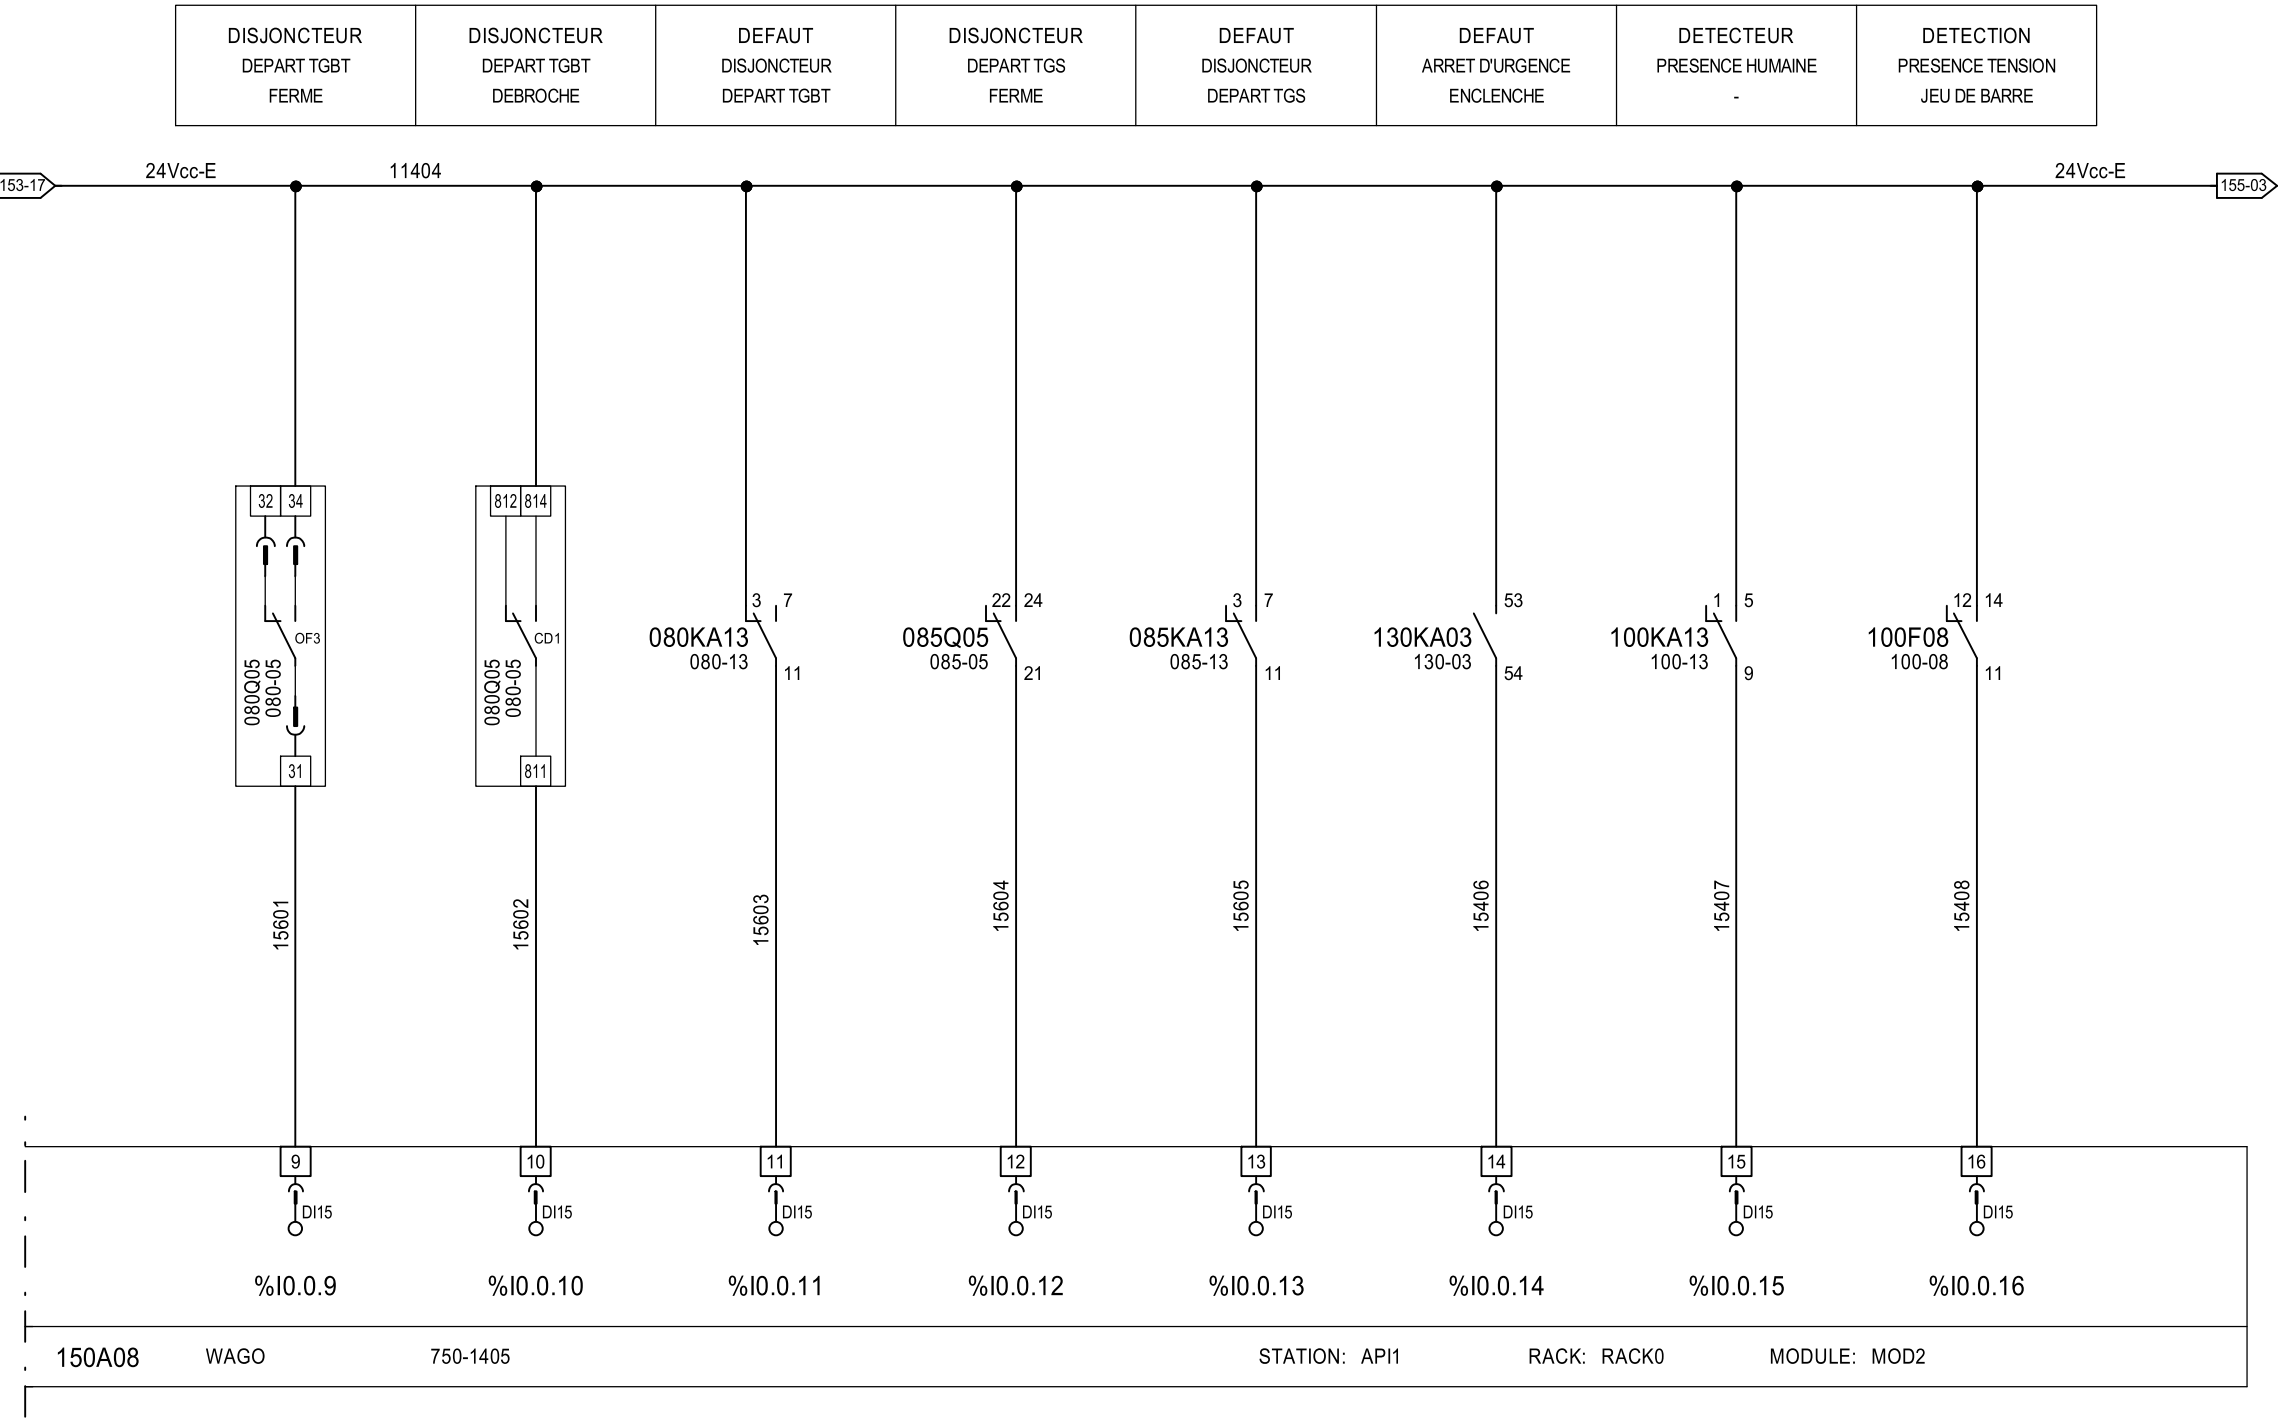 DISJONCTEUR
DEPART TGBT
FERME
DISJONCTEUR
DEPART TGBT
DEBROCHE
DEFAUT
DISJONCTEUR
DEPART TGBT
DISJONCTEUR
DEPART TGS
FERME
DEFAUT
DISJONCTEUR
DEPART TGS
DEFAUT
ARRET D'URGENCE
ENCLENCHE
DETECTEUR
PRESENCE HUMAINE
-
DETECTION
PRESENCE TENSION
JEU DE BARRE
153-17
24Vcc-E
11404
24Vcc-E
155-03
32 34
OF3
080Q05
080-05
31
812 814
CD1
080Q05
080-05
811
3 7
080KA13
080-13
11
22 24
085Q05
085-05
21
3 7
085KA13
085-13
11
53
130KA03
130-03
54
1 5
100KA13
100-13
9
12 14
100F08
100-08
11
15601
15602
15603
15604
15605
15406
15407
15408
9
10
11
12
13
14
15
16
DI15
DI15
DI15
DI15
DI15
DI15
DI15
DI15
%I0.0.9
%I0.0.10
%I0.0.11
%I0.0.12
%I0.0.13
%I0.0.14
%I0.0.15
%I0.0.16
150A08 WAGO 750-1405 STATION: API1 RACK: RACK0 MODULE: MOD2